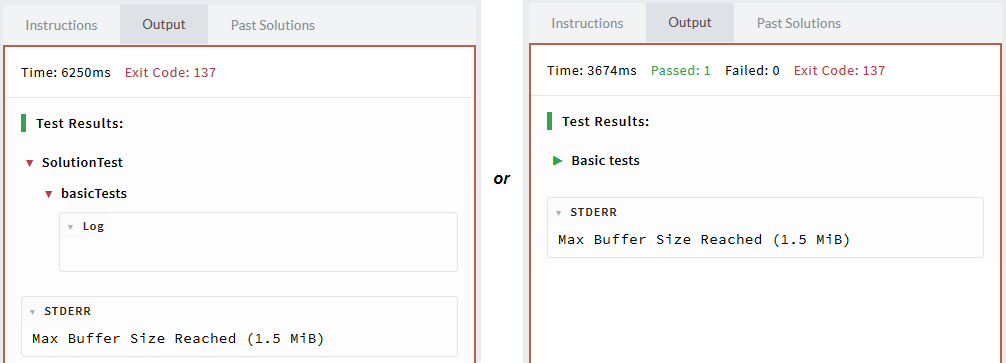 Instructions Output Past Solutions
Time: 6250ms Exit Code: 137
Test Results:
SolutionTest
basicTests
Log
STDERR
Max Buffer Size Reached (1.5 MiB)
or
Instructions Output Past Solutions
Time: 3674ms Passed: 1 Failed: 0 Exit Code: 137
Test Results:
Basic tests
STDERR
Max Buffer Size Reached (1.5 MiB)